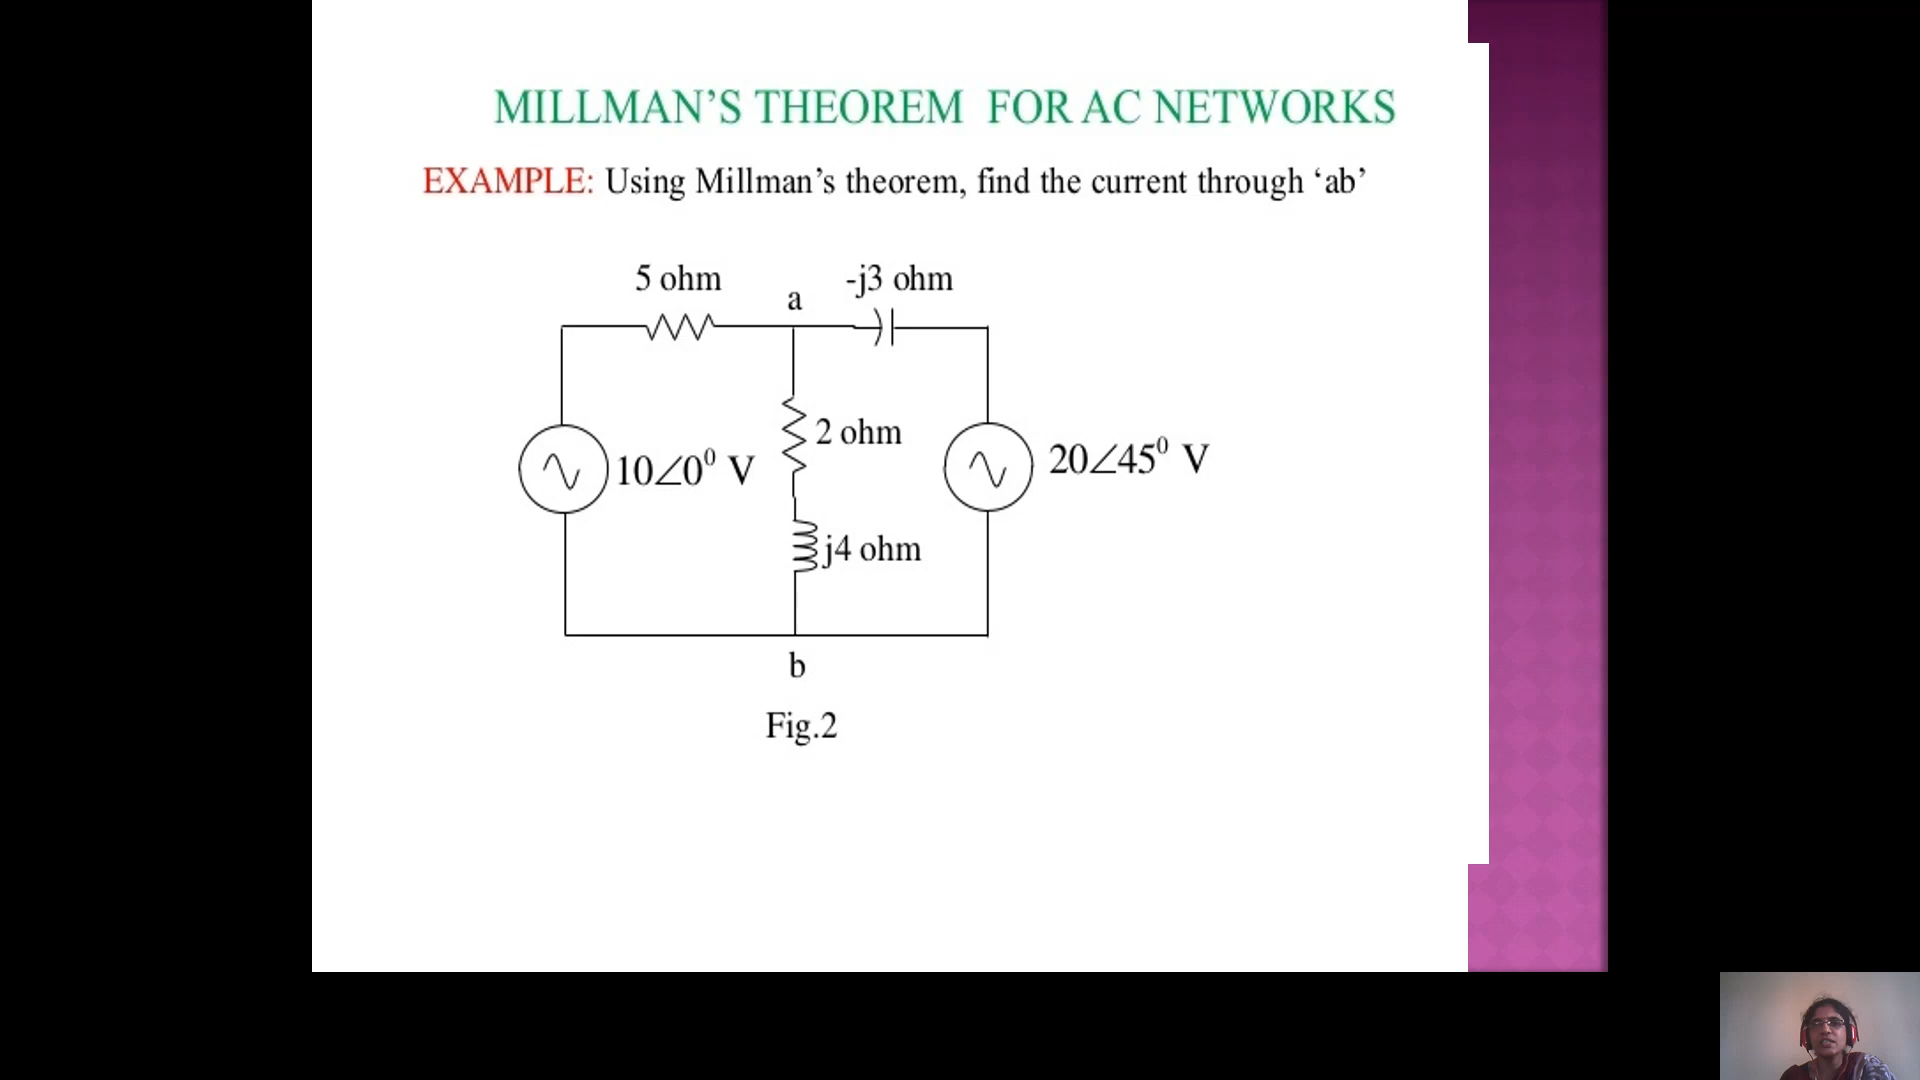 MILLMAN’S THEOREM FOR AC NETWORKS
EXAMPLE: Using Millman’s theorem, find the current through ‘ab’
5 ohm
a
-j3 ohm
2 ohm
10∠0⁰ V
20∠45⁰ V
j4 ohm
b
Fig.2